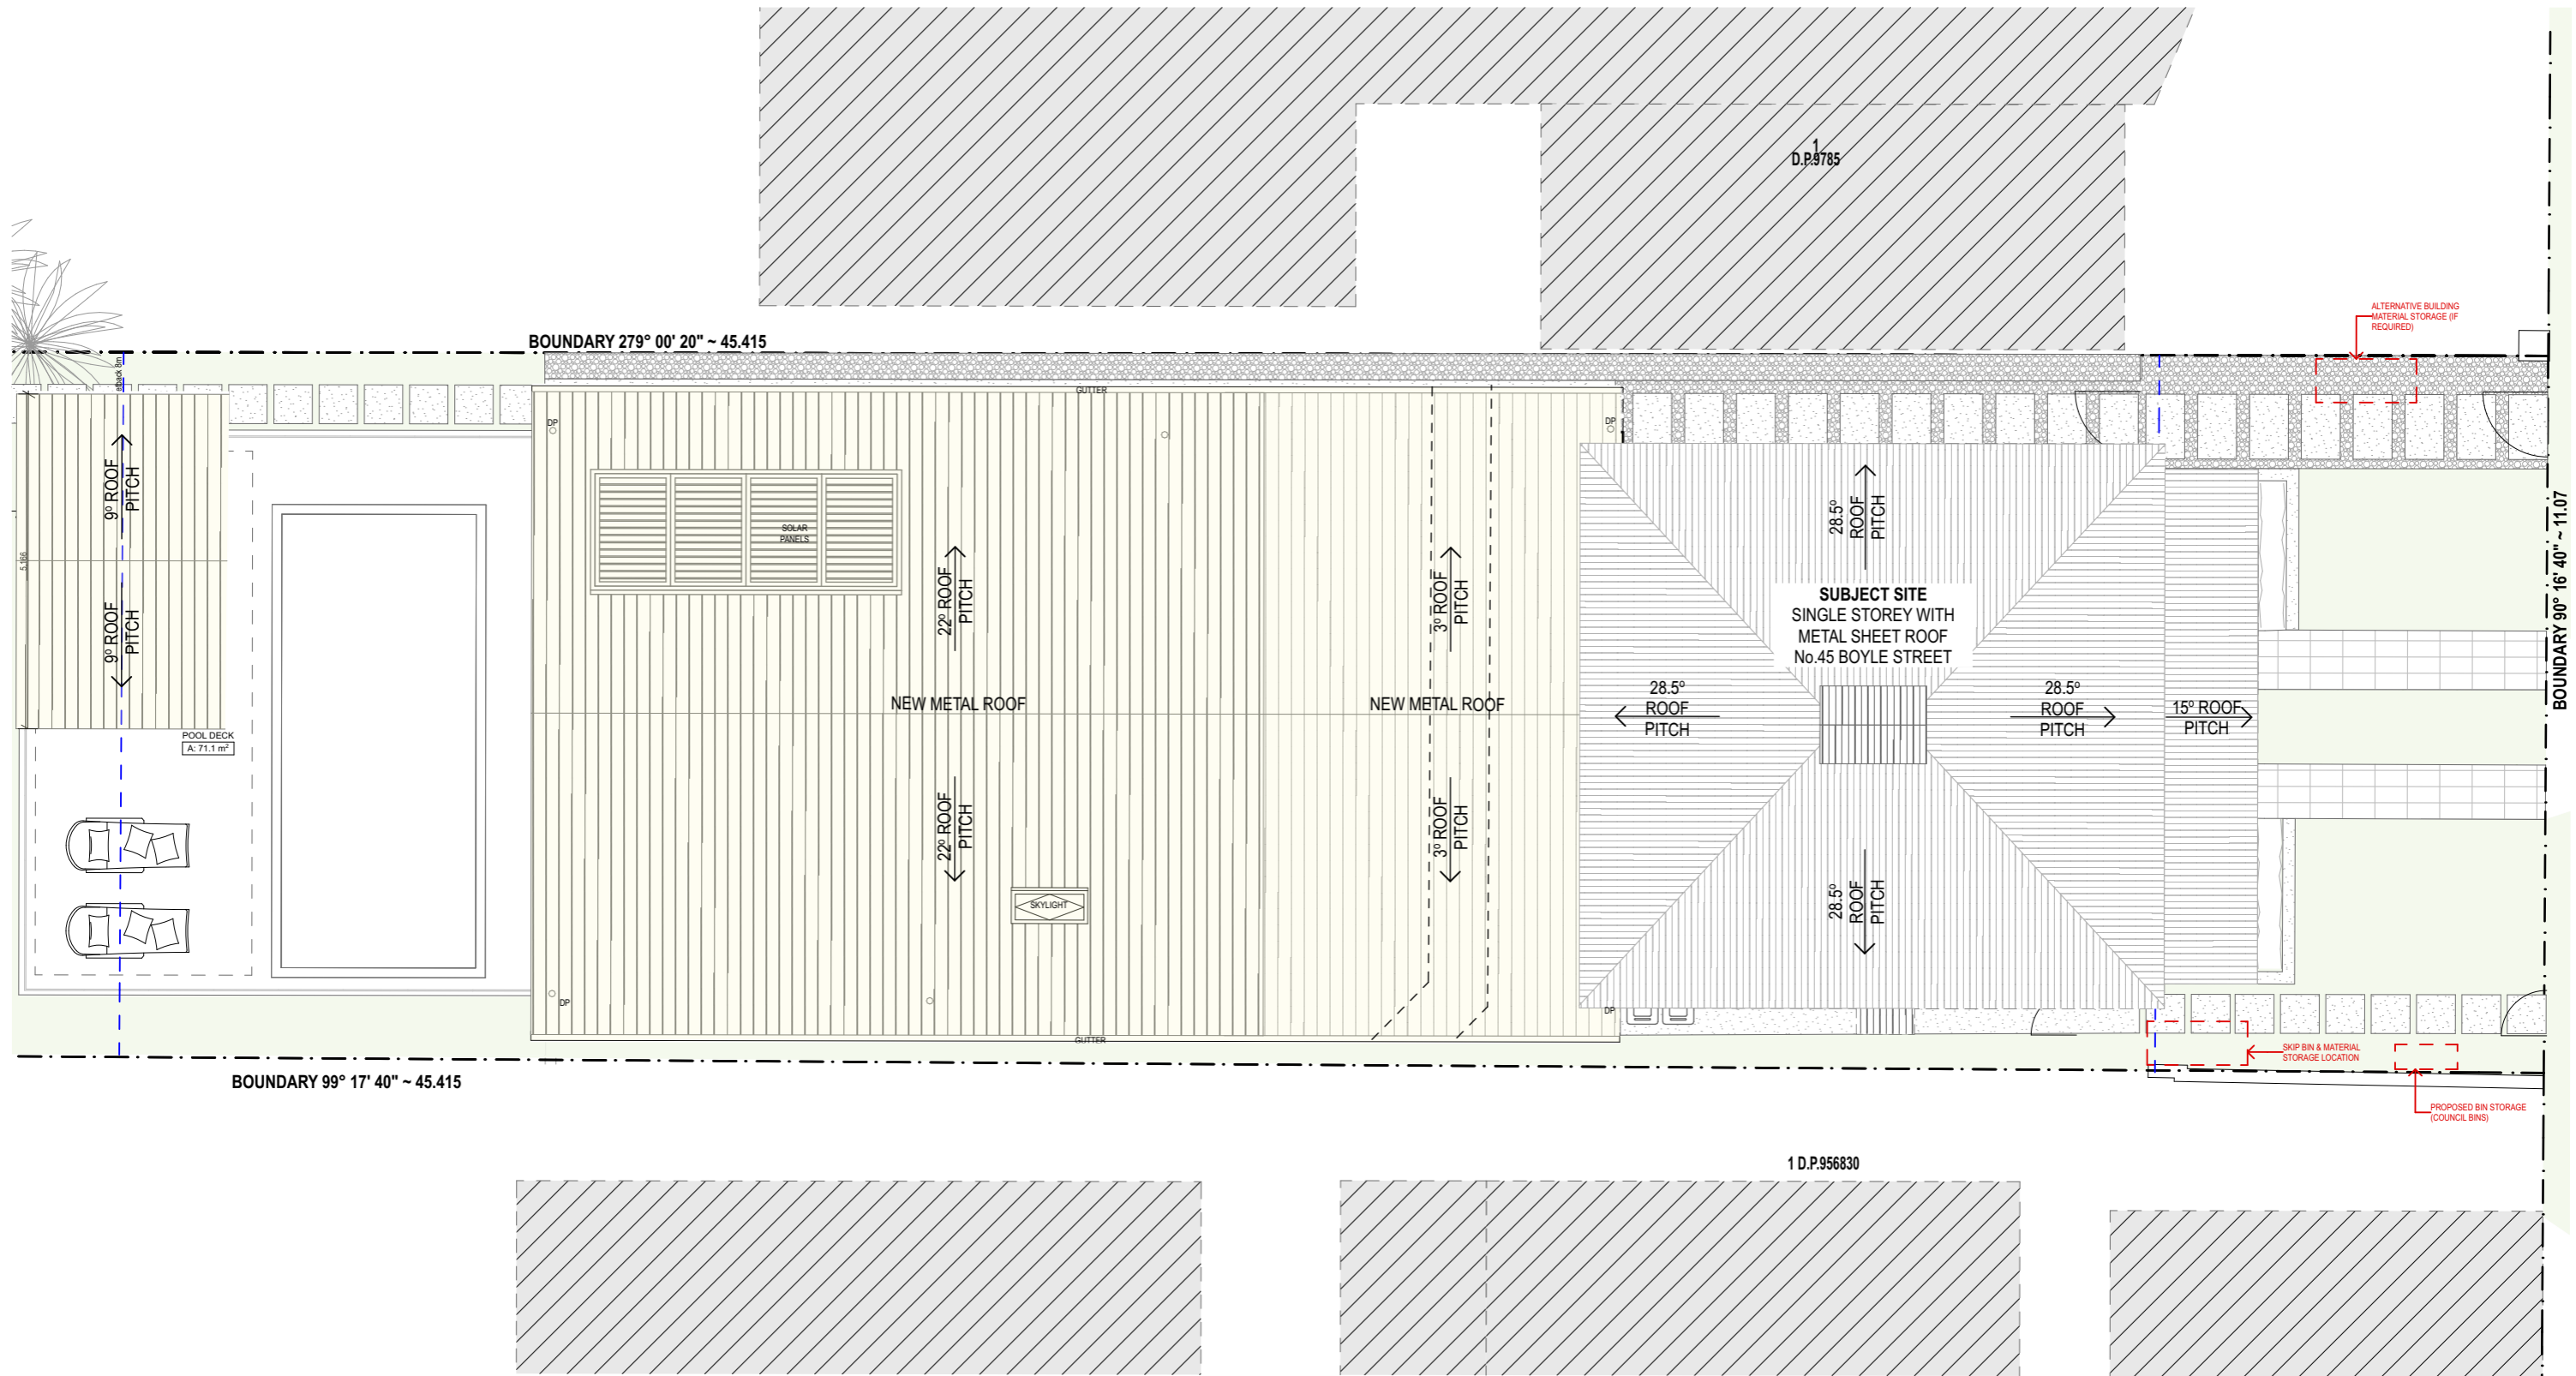 1
D.P.9785
ALTERNATIVE BUILDING
MATERIAL STORAGE (IF
REQUIRED)
BOUNDARY 279° 00' 20" ~ 45.415
GUTTER
DP
DP
9° ROOF
PITCH
5,166
9° ROOF
PITCH
SOLAR
PANELS
22° ROOF
PITCH
3° ROOF
PITCH
28.5°
ROOF
PITCH
SUBJECT SITE
SINGLE STOREY WITH
METAL SHEET ROOF
No.45 BOYLE STREET
BOUNDARY 90° 16' 40" ~ 11.07
NEW METAL ROOF
NEW METAL ROOF
28.5°
ROOF
PITCH
28.5°
ROOF
PITCH
15° ROOF
PITCH
POOL DECK
A: 71.1 m²
22° ROOF
PITCH
3° ROOF
PITCH
28.5°
ROOF
PITCH
SKYLIGHT
DP
DP
GUTTER
SKIP BIN & MATERIAL
STORAGE LOCATION
BOUNDARY 99° 17' 40" ~ 45.415
PROPOSED BIN STORAGE
(COUNCIL BINS)
1 D.P.956830